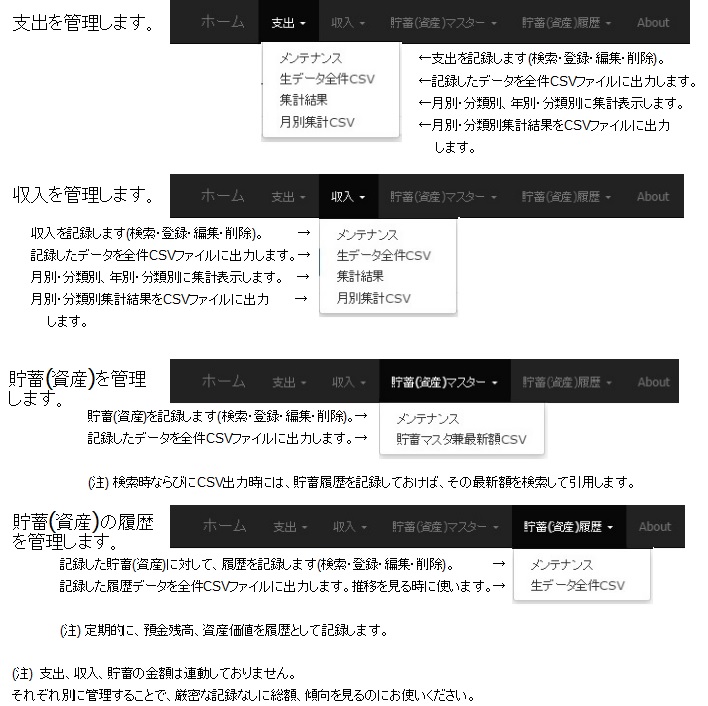 支出を管理します。
ホーム 支出 収入 貯蓄(資産)マスター 貯蓄(資産)履歴 About
メンテナンス ←支出を記録します(検索・登録・編集・削除)。
生データ全件CSV ←記録したデータを全件CSVファイルに出力します。
集計結果 ←月別・分類別、年別・分類別に集計表示します。
月別集計CSV ←月別・分類別集計結果をCSVファイルに出力
します。
収入を管理します。
ホーム 支出 収入 貯蓄(資産)マスター 貯蓄(資産)履歴 About
収入を記録します(検索・登録・編集・削除)。 → メンテナンス
記録したデータを全件CSVファイルに出力します。→ 生データ全件CSV
月別・分類別、年別・分類別に集計表示します。 → 集計結果
月別・分類別集計結果をCSVファイルに出力 → 月別集計CSV
します。
貯蓄(資産)を管理
します。
ホーム 支出 収入 貯蓄(資産)マスター 貯蓄(資産)履歴 About
貯蓄(資産)を記録します(検索・登録・編集・削除)。→ メンテナンス
記録したデータを全件CSVファイルに出力します。→ 貯蓄マスタ兼最新額CSV
(注) 検索時ならびにCSV出力時には、貯蓄履歴を記録しておけば、その最新額を検索して引用します。
貯蓄(資産)の履歴
を管理します。
ホーム 支出 収入 貯蓄(資産)マスター 貯蓄(資産)履歴 About
記録した貯蓄(資産)に対して、履歴を記録します(検索・登録・編集・削除)。 → メンテナンス
記録した履歴データを全件CSVファイルに出力します。推移を見る時に使います。→ 生データ全件CSV
(注) 定期的に、預金残高、資産価値を履歴として記録します。
(注) 支出、収入、貯蓄の金額は連動しておりません。
それぞれ別に管理することで、厳密な記録なしに総額、傾向を見るのにお使いください。